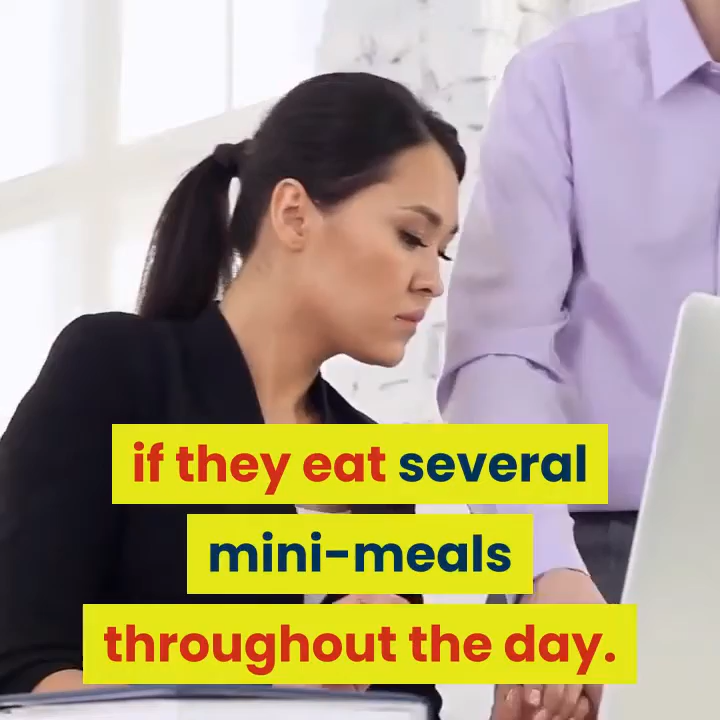 if they eat several
mini-meals
throughout the day.